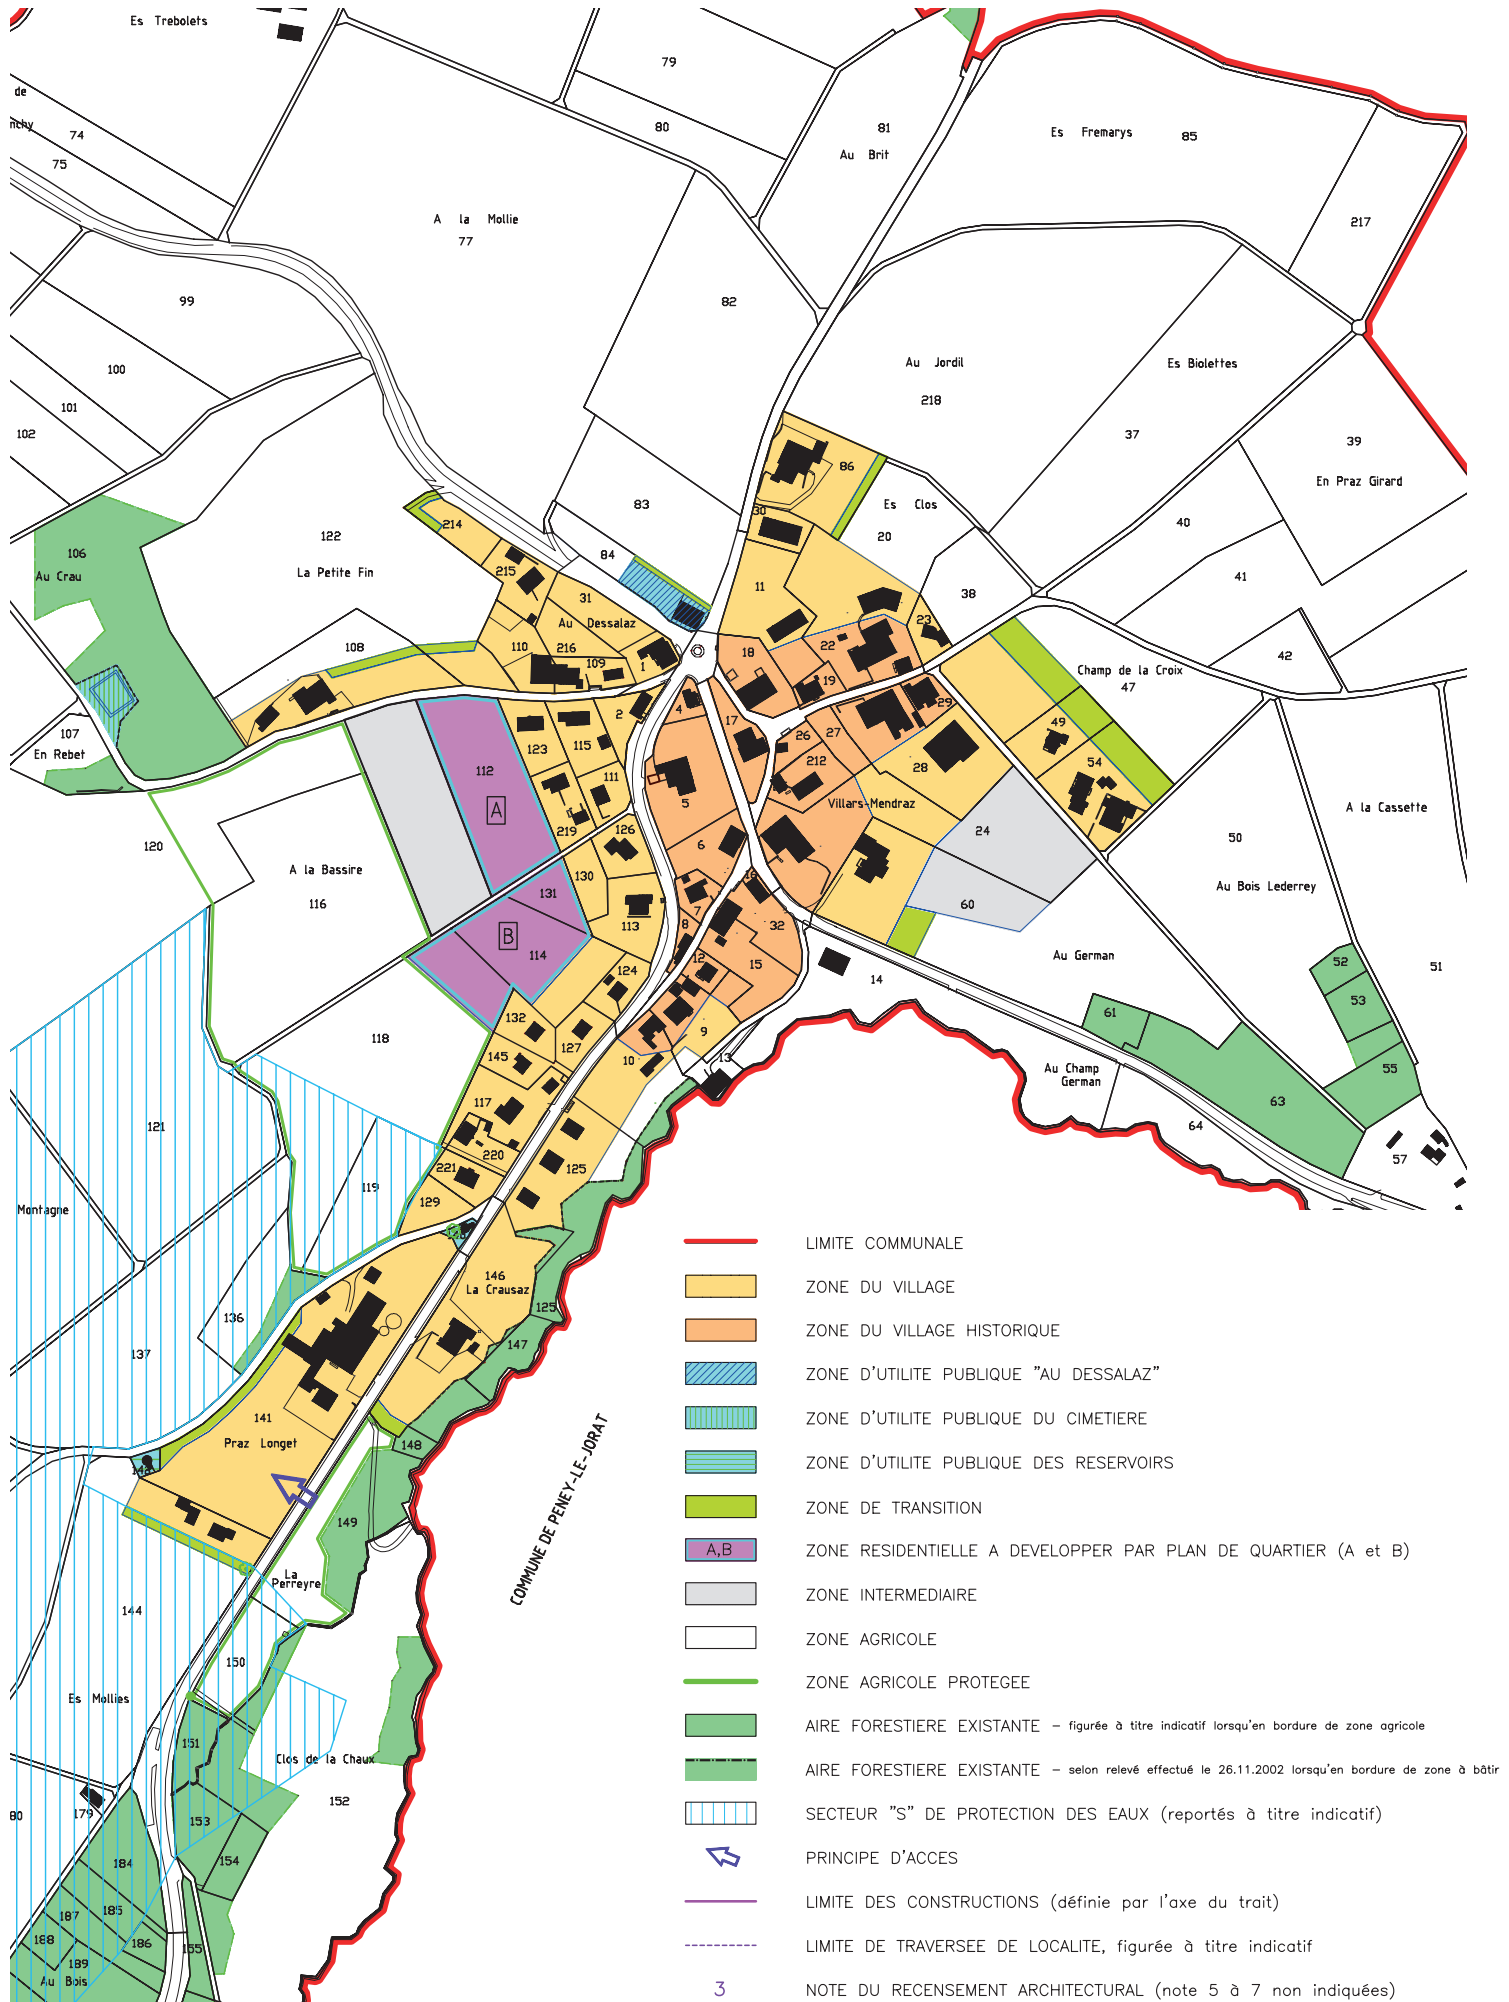 Es Trebolets
79
de
nchy
74
80
81
Es Fremarys
85
75
Au Brit
A la Mollie
77
217
99
82
Au Jordil
Es Biolettes
100
218
101
102
37
39
86
En Praz Girard
83
Es Clos
214
30
20
40
106
122
84
Au Crau
La Petite Fin
215
11
38
41
31
Au Dessalaz
23
108
110
216
18
22
42
109
1
Champ de la Croix
47
19
2
4
29
107
17
49
En Rebet
123
115
26
27
212
54
112
28
111
A
5
Villars-Mendraz
A la Cassette
219
126
24
120
6
50
A la Bassire
130
16
Au Bois Lederrey
131
116
7
60
B
113
8
32
114
12
15
Au German
52
51
124
14
53
132
61
127
9
118
145
10
13
Au Champ
German
55
117
63
121
64
220
57
221
125
119
129
Montagne
146
La Crausaz
125
136
147
137
141
Praz Longet
148
149
La
Perreyre
144
150
Es Mollies
151
Clos de la Chaux
152
80
179
153
184
154
187
185
188
186
155
189
Au Bois
COMMUNE DE PENEY-LE-JORAT
LIMITE COMMUNALE
ZONE DU VILLAGE
ZONE DU VILLAGE HISTORIQUE
ZONE D'UTILITE PUBLIQUE "AU DESSALAZ"
ZONE D'UTILITE PUBLIQUE DU CIMETIERE
ZONE D'UTILITE PUBLIQUE DES RESERVOIRS
ZONE DE TRANSITION
A,B ZONE RESIDENTIELLE A DEVELOPPER PAR PLAN DE QUARTIER (A et B)
ZONE INTERMEDIAIRE
ZONE AGRICOLE
ZONE AGRICOLE PROTEGEE
AIRE FORESTIERE EXISTANTE – figurée à titre indicatif lorsqu'en bordure de zone agricole
AIRE FORESTIERE EXISTANTE – selon relevé effectué le 26.11.2002 lorsqu'en bordure de zone à bâtir
SECTEUR "S" DE PROTECTION DES EAUX (reportés à titre indicatif)
PRINCIPE D'ACCES
LIMITE DES CONSTRUCTIONS (définie par l'axe du trait)
LIMITE DE TRAVERSEE DE LOCALITE, figurée à titre indicatif
3 NOTE DU RECENSEMENT ARCHITECTURAL (note 5 à 7 non indiquées)